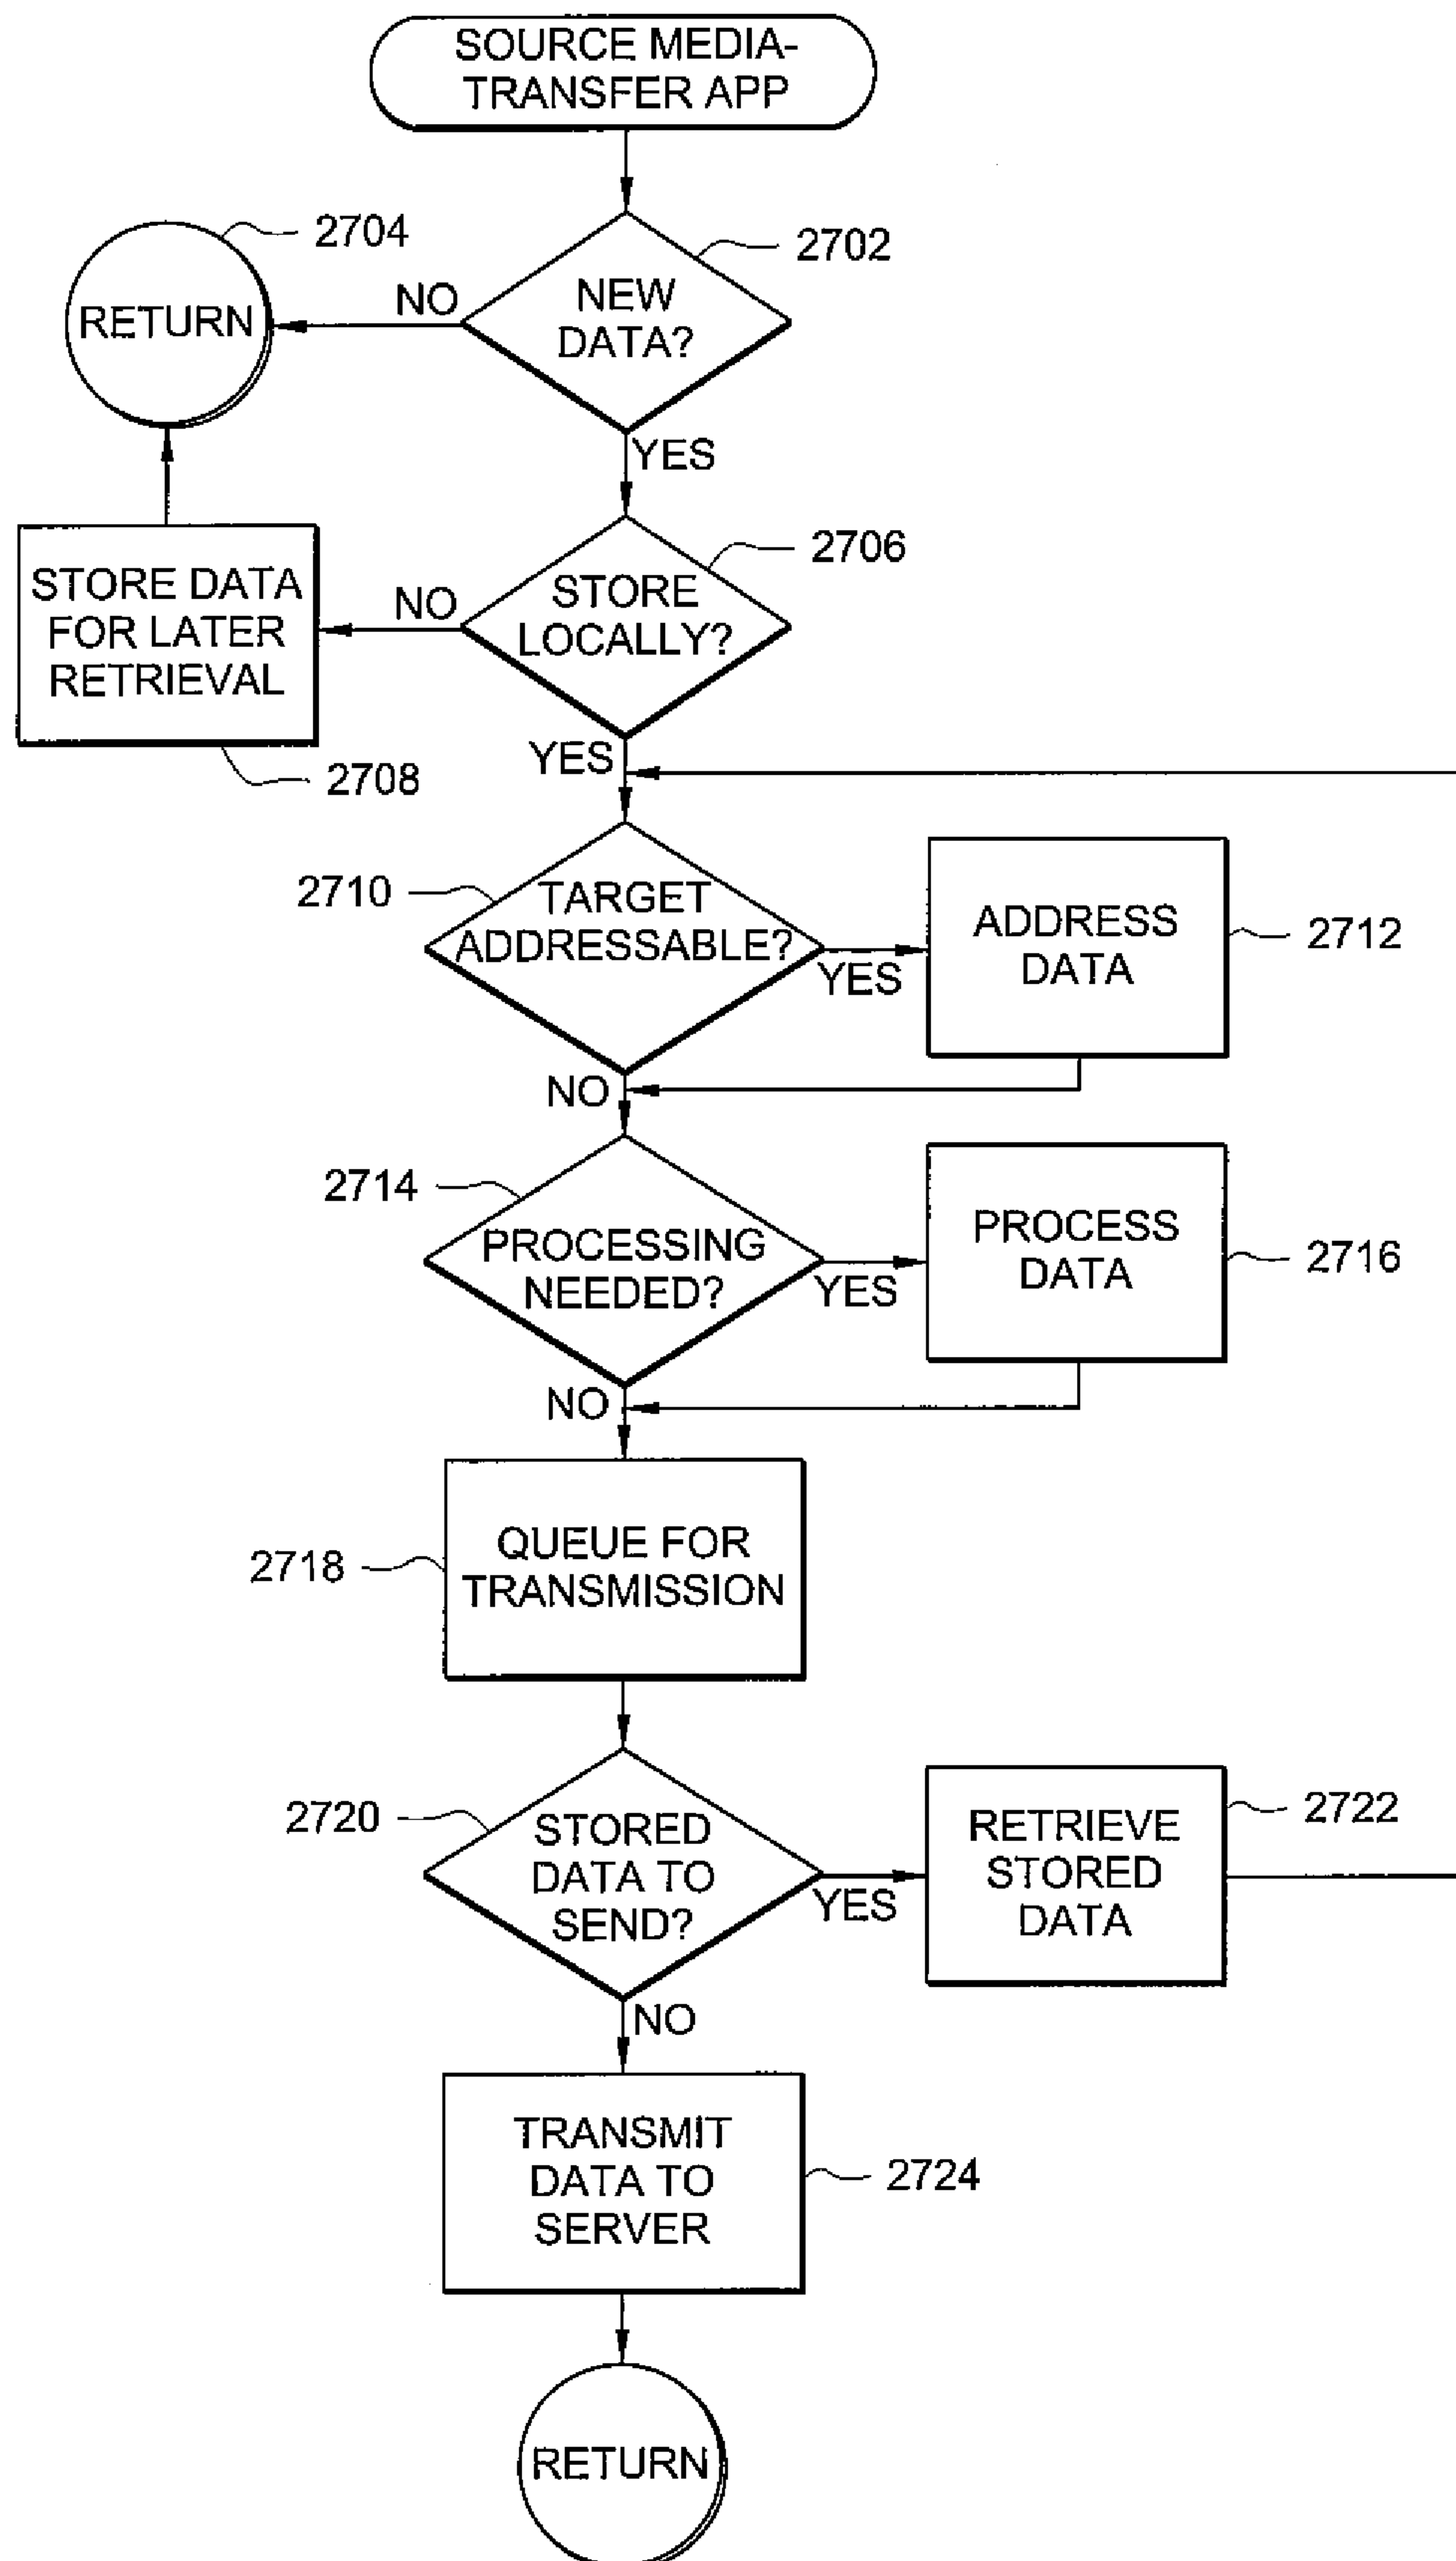 SOURCE MEDIA-
TRANSFER APP
2704
2702
RETURN
NO
NEW
DATA?
YES
2706
STORE DATA
FOR LATER
RETRIEVAL
NO
STORE
LOCALLY?
2708
YES
2710
TARGET
ADDRESSABLE?
YES
ADDRESS
DATA
2712
NO
2714
PROCESSING
NEEDED?
YES
PROCESS
DATA
2716
NO
2718
QUEUE FOR
TRANSMISSION
2720
STORED
DATA TO
SEND?
YES
RETRIEVE
STORED
DATA
2722
NO
TRANSMIT
DATA TO
SERVER
2724
RETURN